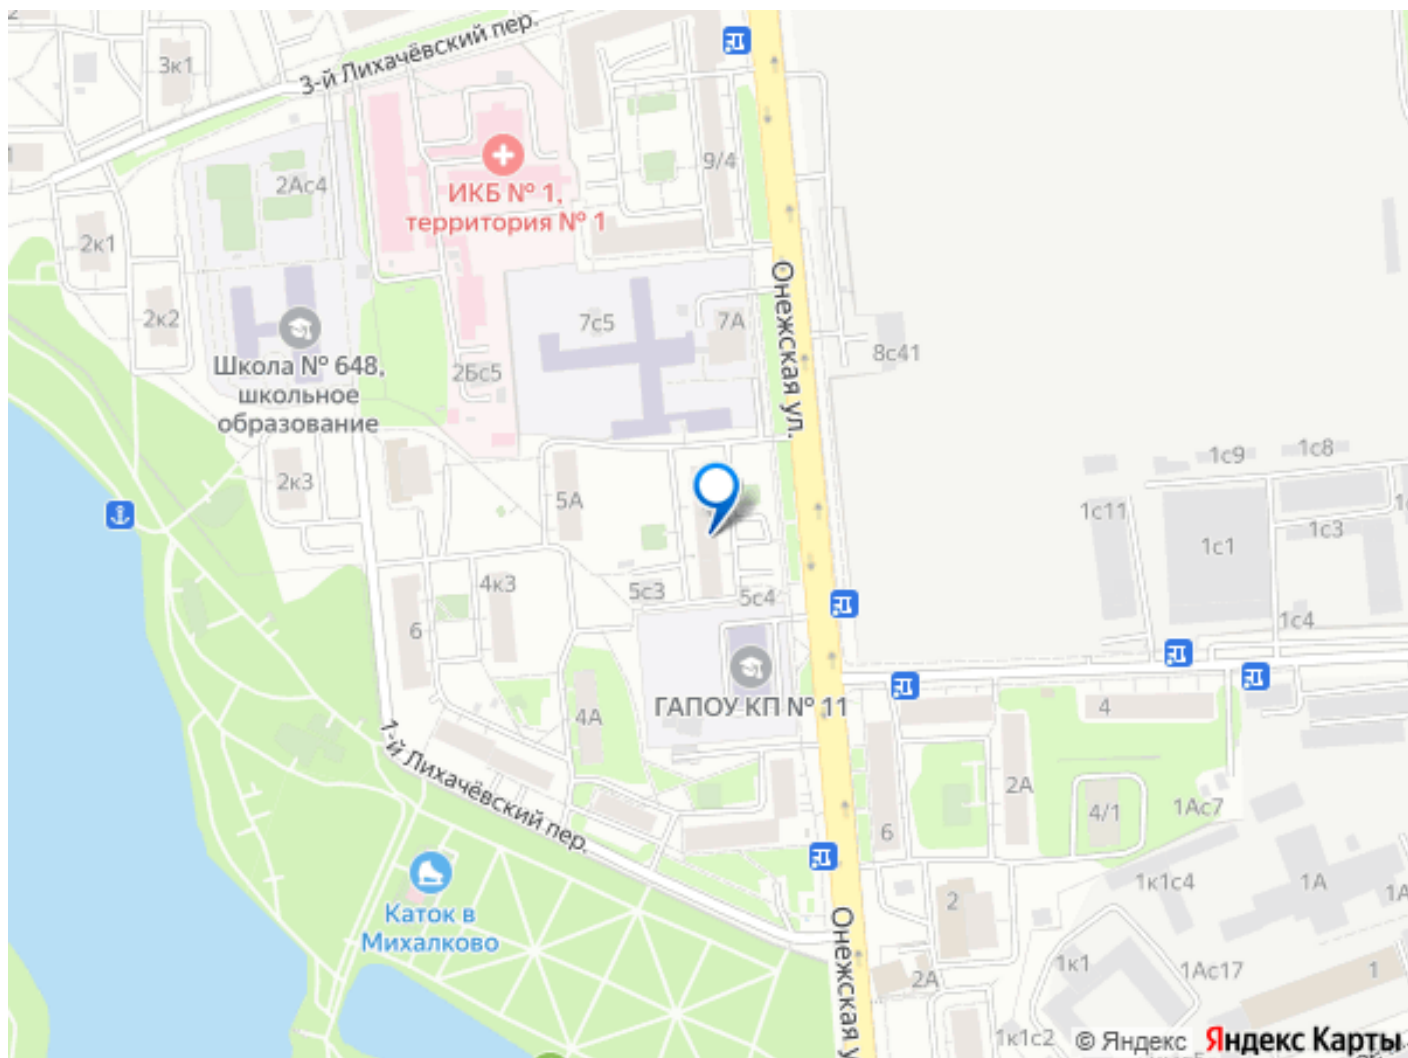 3к1
3-й Лихачёвский пер.
9/4
2Ас4
ИКБ № 1,
территория № 1
2к1
2к2
Онежская ул.
7с5
7А
8с41
Школа № 648,
школьное
образование
2Бс5
2к3
5А
1с9
1с8
1с11
1с1
1с3
4к3
5с3
5с4
6
1с4
ГАПОУ КП № 11
4А
4
1-й Лихачёвский пер.
2А
4/1
1Ас7
6
Каток в
Михалково
2
1к1с4
1А
Онежская у
1к1
1Ас17
1
2А
1к1с2
© Яндекс
Яндекс Карты